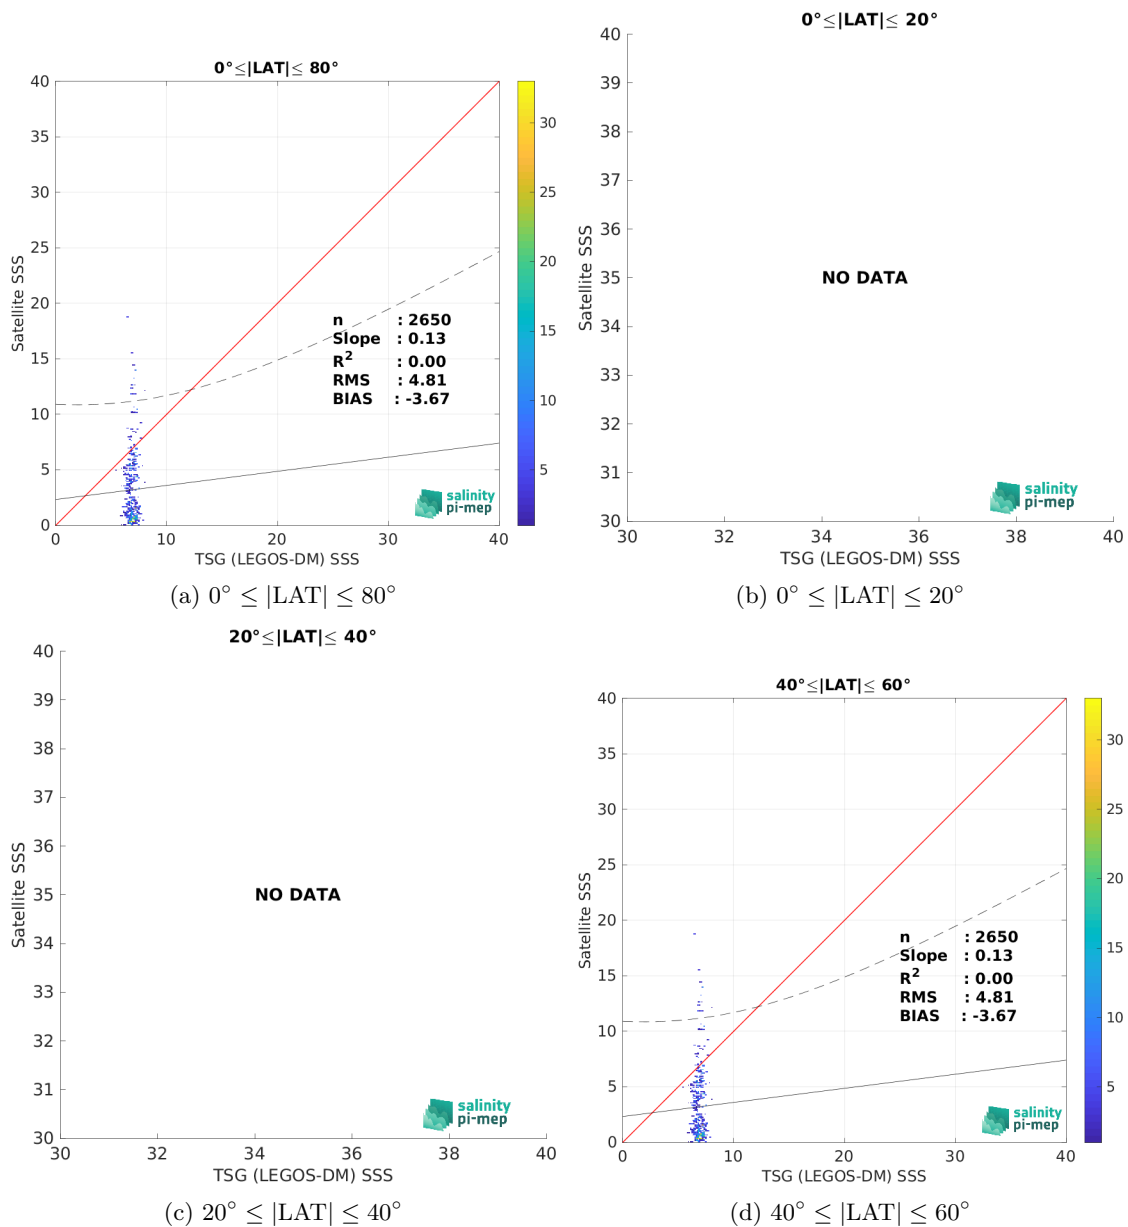 0°≤|LAT|≤ 80°
40
35
30
25
20
15
10
5
0
0
10
20
30
40
Satellite SSS
TSG (LEGOS-DM) SSS
n : 2650
Slope : 0.13
R² : 0.00
RMS : 4.81
BIAS : -3.67
salinity
pi-mep
30
25
20
15
10
5
(a) 0° ≤ |LAT| ≤ 80°
0°≤|LAT|≤ 20°
40
39
38
37
36
35
34
33
32
31
30
30
32
34
36
38
40
Satellite SSS
NO DATA
salinity
pi-mep
TSG (LEGOS-DM) SSS
(b) 0° ≤ |LAT| ≤ 20°
20°≤|LAT|≤ 40°
40
39
38
37
36
35
34
33
32
31
30
30
32
34
36
38
40
Satellite SSS
NO DATA
salinity
pi-mep
TSG (LEGOS-DM) SSS
(c) 20° ≤ |LAT| ≤ 40°
40°≤|LAT|≤ 60°
40
35
30
25
20
15
10
5
0
0
10
20
30
40
Satellite SSS
TSG (LEGOS-DM) SSS
n : 2650
Slope : 0.13
R² : 0.00
RMS : 4.81
BIAS : -3.67
salinity
pi-mep
30
25
20
15
10
5
(d) 40° ≤ |LAT| ≤ 60°